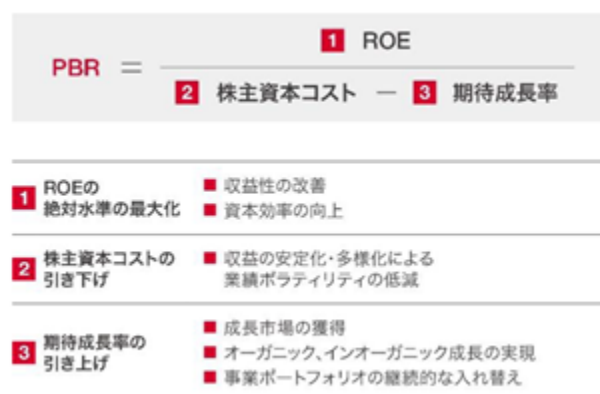 1 ROE
PBR =
2 株主資本コスト − 3 期待成長率
1 ROEの
絶対水準の最大化
■ 収益性の改善
■ 資本効率の向上
2 株主資本コストの
引き下げ
■ 収益の安定化・多様化による
業績ボラティリティの低減
3 期待成長率の
引き上げ
■ 成長市場の獲得
■ オーガニック、インオーガニック成長の実現
■ 事業ポートフォリオの継続的な入れ替え